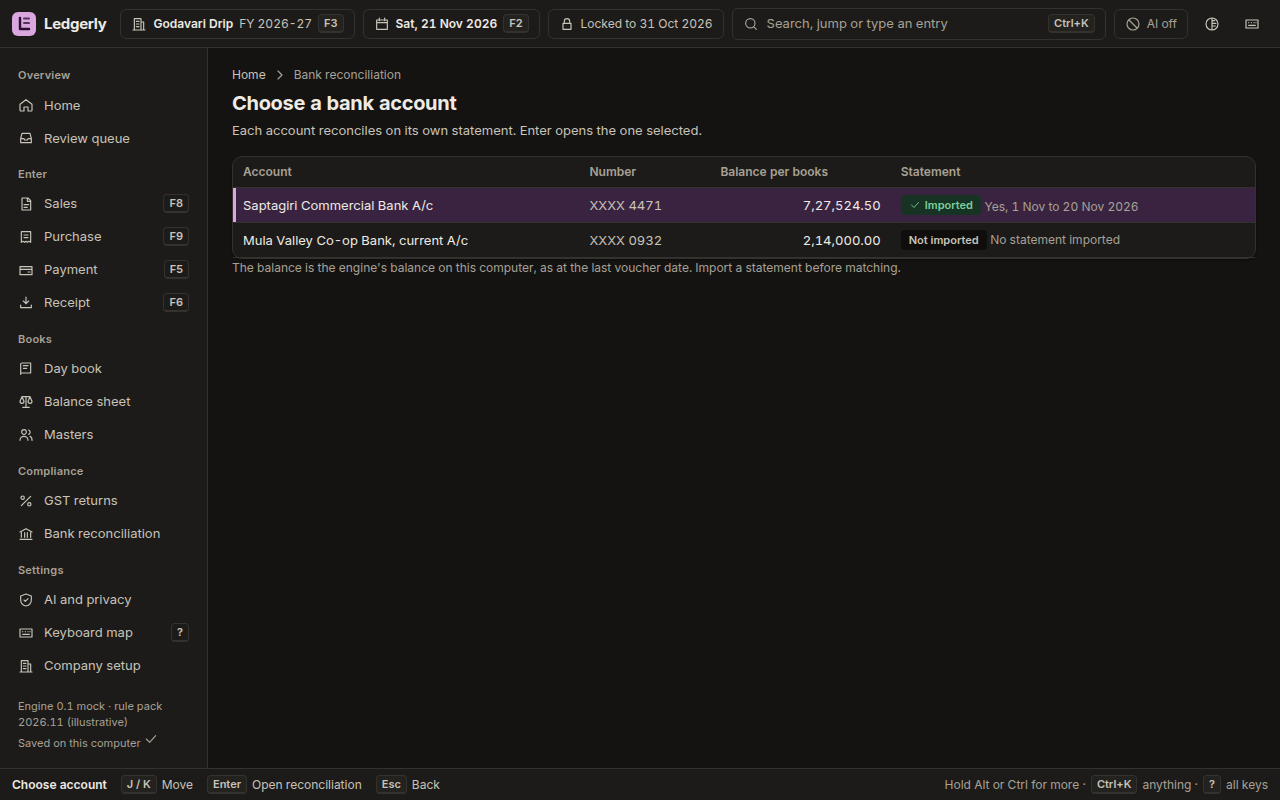 Ledgerly
Godavari Drip FY 2026-27 F3
Sat, 21 Nov 2026 F2
Locked to 31 Oct 2026
Search, jump or type an entry Ctrl+K
AI off
Overview
Home
Review queue
Enter
Sales F8
Purchase F9
Payment F5
Receipt F6
Books
Day book
Balance sheet
Masters
Compliance
GST returns
Bank reconciliation
Settings
AI and privacy
Keyboard map ?
Company setup
Engine 0.1 mock · rule pack
2026.11 (illustrative)
Saved on this computer
Home > Bank reconciliation
Choose a bank account
Each account reconciles on its own statement. Enter opens the one selected.
Account Number Balance per books Statement
Saptagiri Commercial Bank A/c XXXX 4471 7,27,524.50 Imported Yes, 1 Nov to 20 Nov 2026
Mula Valley Co-op Bank, current A/c XXXX 0932 2,14,000.00 Not imported No statement imported
The balance is the engine's balance on this computer, as at the last voucher date. Import a statement before matching.
Choose account J / K Move Enter Open reconciliation Esc Back
Hold Alt or Ctrl for more · Ctrl+K anything · ? all keys